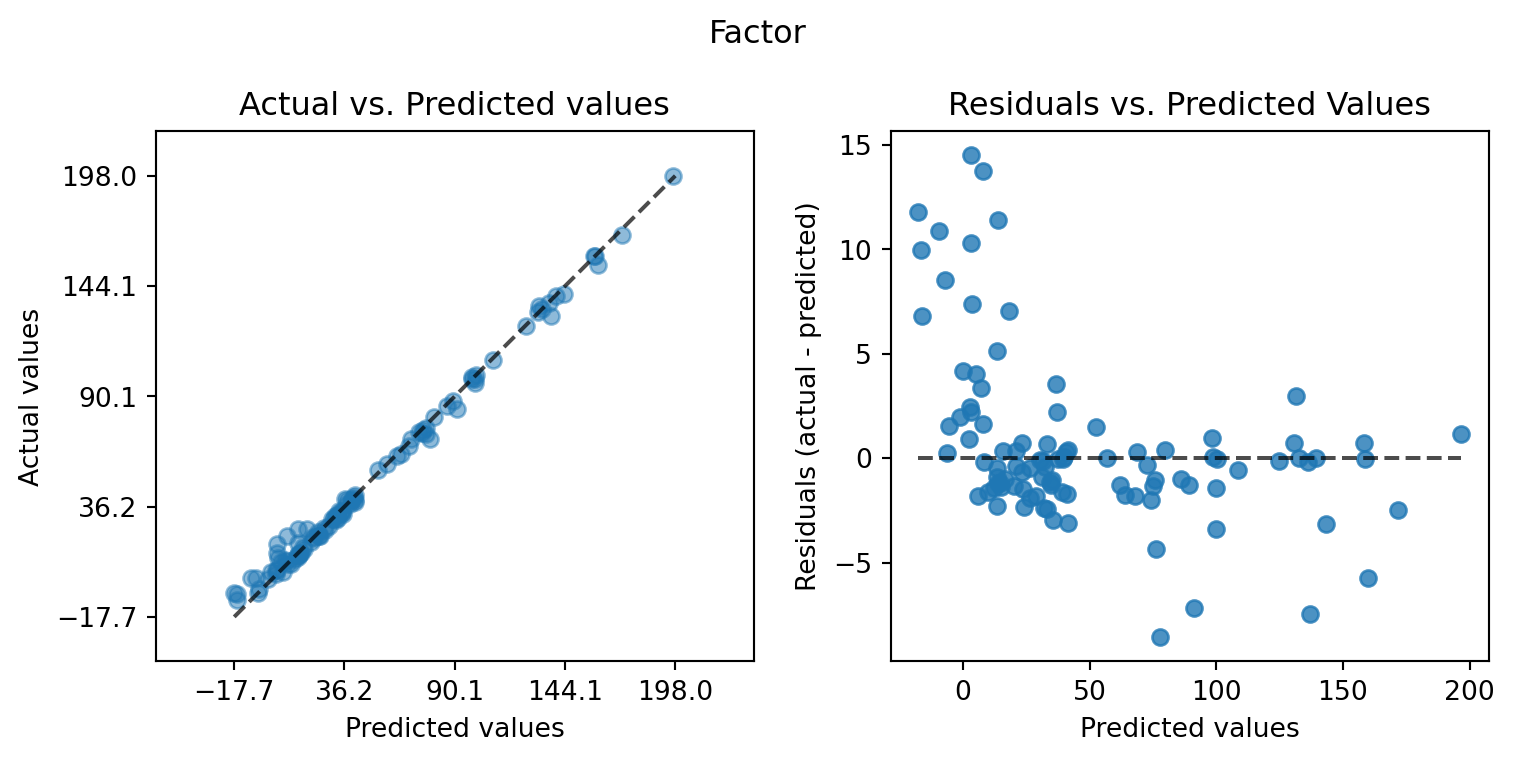 Factor
Actual vs. Predicted values
Actual values
198.0
144.1
90.1
36.2
−17.7
−17.7 36.2 90.1 144.1 198.0
Predicted values
Residuals vs. Predicted Values
Residuals (actual - predicted)
15
10
5
0
−5
0 50 100 150 200
Predicted values